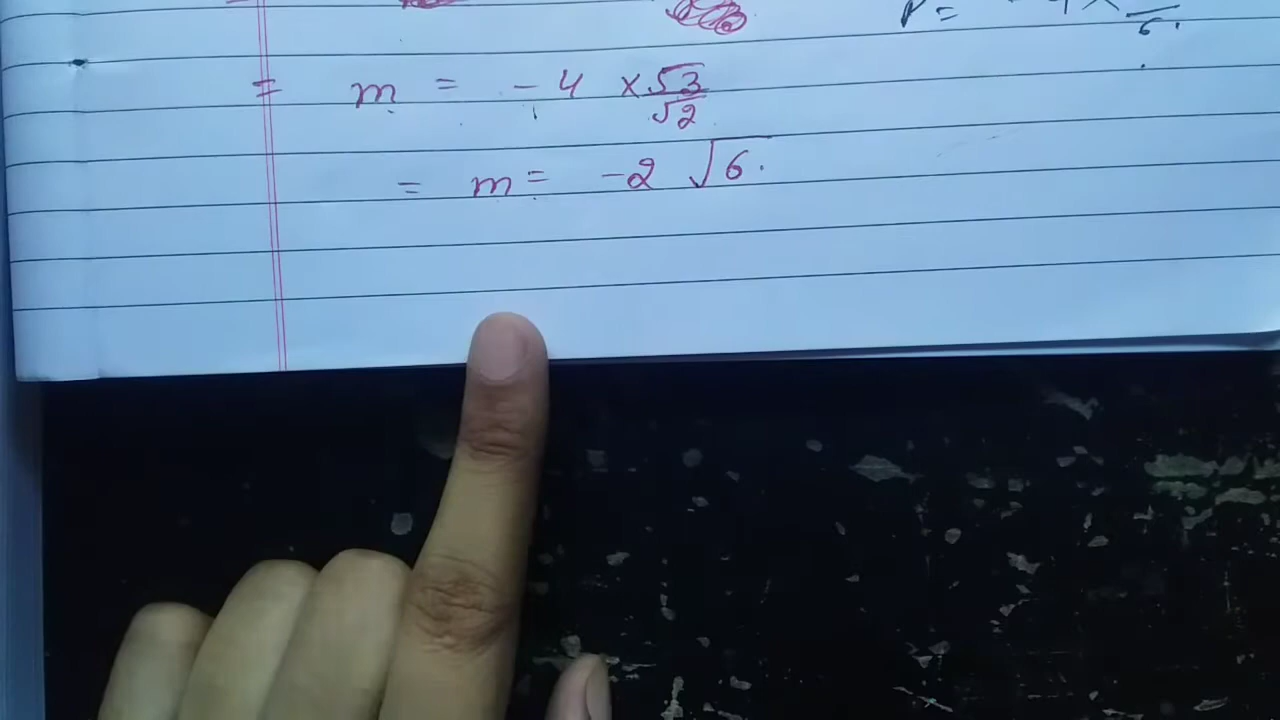 r =
= m = - 4 × √3/√2
= m = -2 √6.